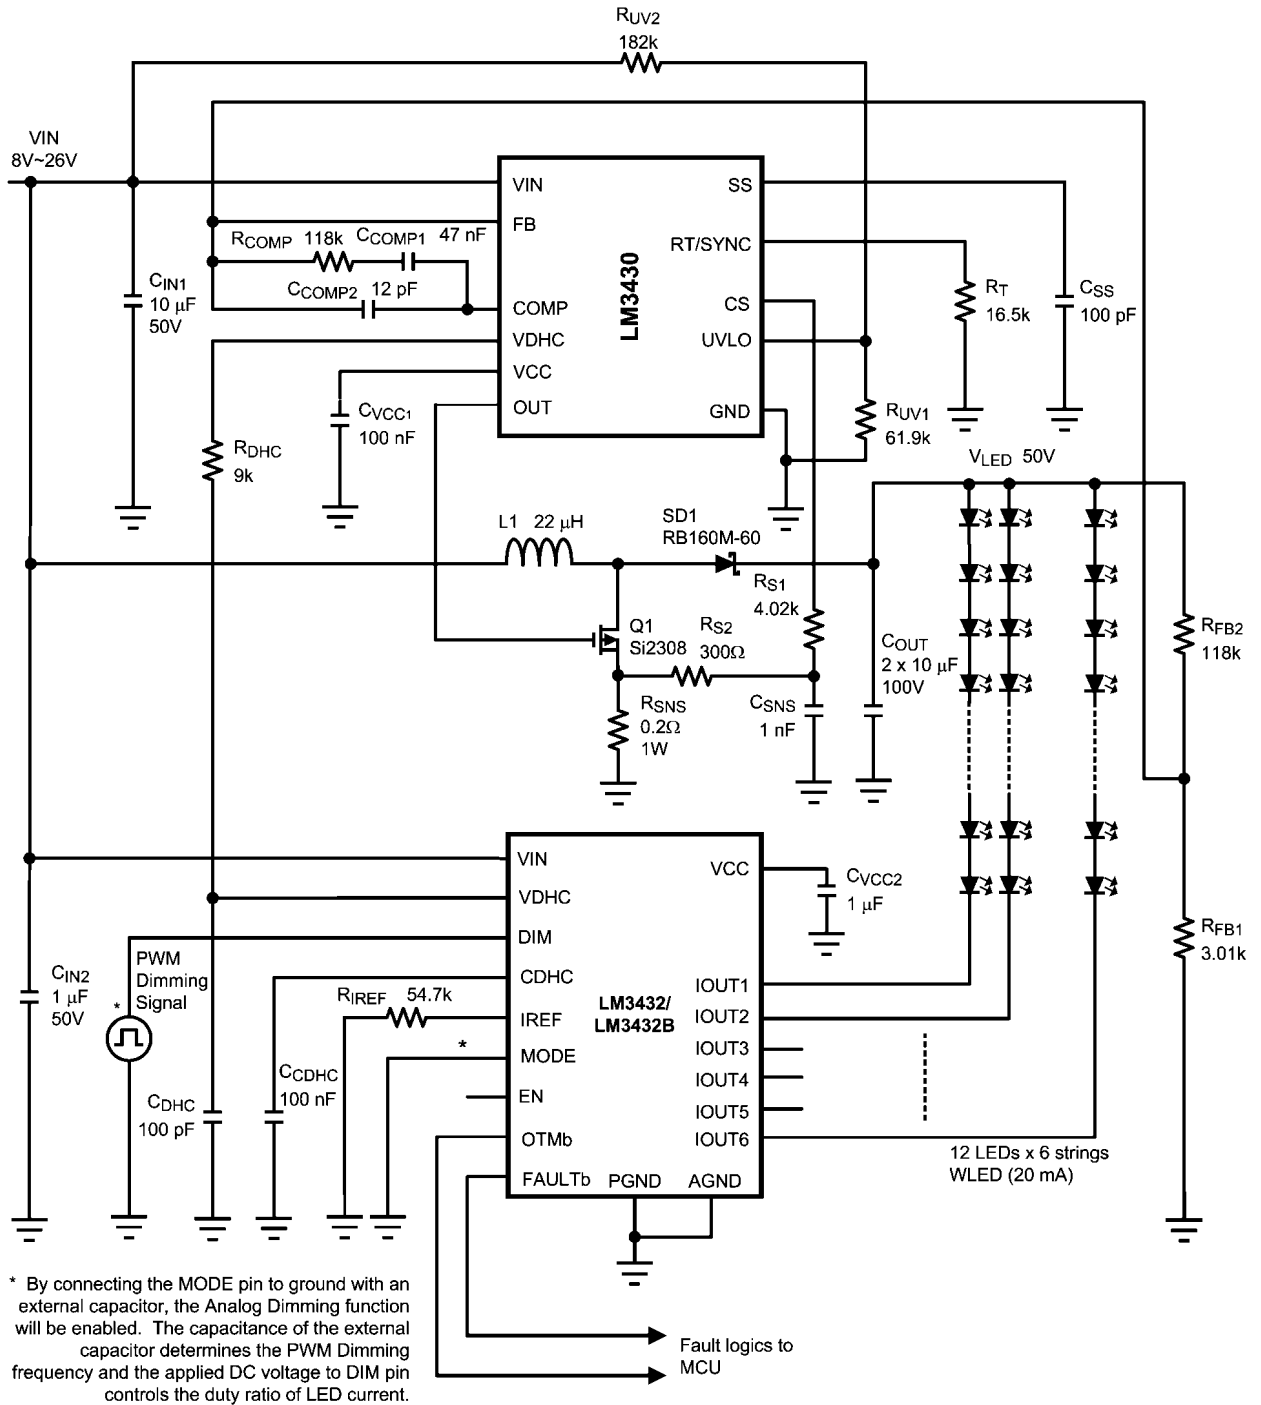 RUV2
182k
VIN
8V~26V
VIN
FB
COMP
VDHC
VCC
OUT
LM3430
SS
RT/SYNC
CS
UVLO
GND
RCOMP 118k CCOMP1 47 nF
CCOMP2 12 pF
CIN1
10 µF
50V
CVCC1
100 nF
RDHC
9k
RT
16.5k
CSS
100 pF
RUV1
61.9k
VLED 50V
L1 22 µH
SD1
RB160M-60
RS1
4.02k
Q1
Si2308
RS2
300Ω
RSNS
0.2Ω
1W
CSNS
1 nF
COUT
2 x 10 µF
100V
RFB2
118k
RFB1
3.01k
VIN
VDHC
DIM
CDHC
IREF
MODE
EN
OTMb
FAULTb
PGND
AGND
LM3432/
LM3432B
VCC
IOUT1
IOUT2
IOUT3
IOUT4
IOUT5
IOUT6
CVCC2
1 µF
CIN2
1 µF
50V
PWM
Dimming
Signal
*
RIREF 54.7k
*
CCDHC
100 nF
CDHC
100 pF
12 LEDs x 6 strings
WLED (20 mA)
* By connecting the MODE pin to ground with an
external capacitor, the Analog Dimming function
will be enabled. The capacitance of the external
capacitor determines the PWM Dimming
frequency and the applied DC voltage to DIM pin
controls the duty ratio of LED current.
Fault logics to
MCU